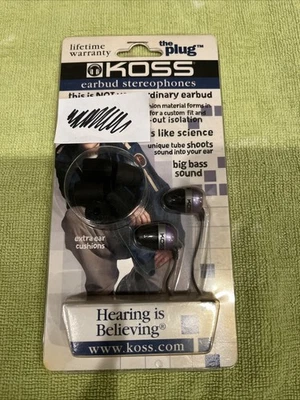 lifetime
warranty
the
plug™
KOSS
earbud stereophones
this is NOT
ordinary earbud
material forms in
for a custom fit and
out isolation
s like science
unique tube shoots
sound into your ear
big bass
sound
extra ear
cushions
Hearing is
Believing®
www.koss.com